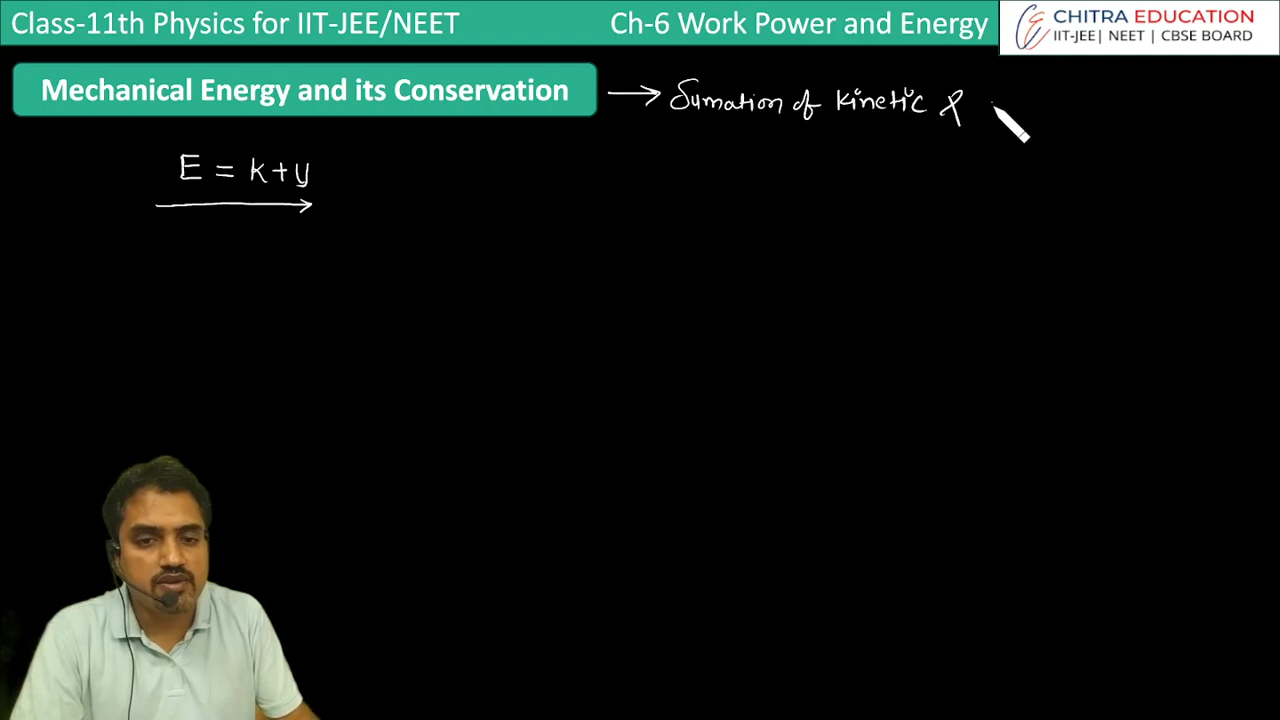 Class-11th Physics for IIT-JEE/NEET Ch-6 Work Power and Energy
CHITRA EDUCATION
IIT-JEE| NEET | CBSE BOARD
Mechanical Energy and its Conservation → Sumation of kinetic &
E = k+y